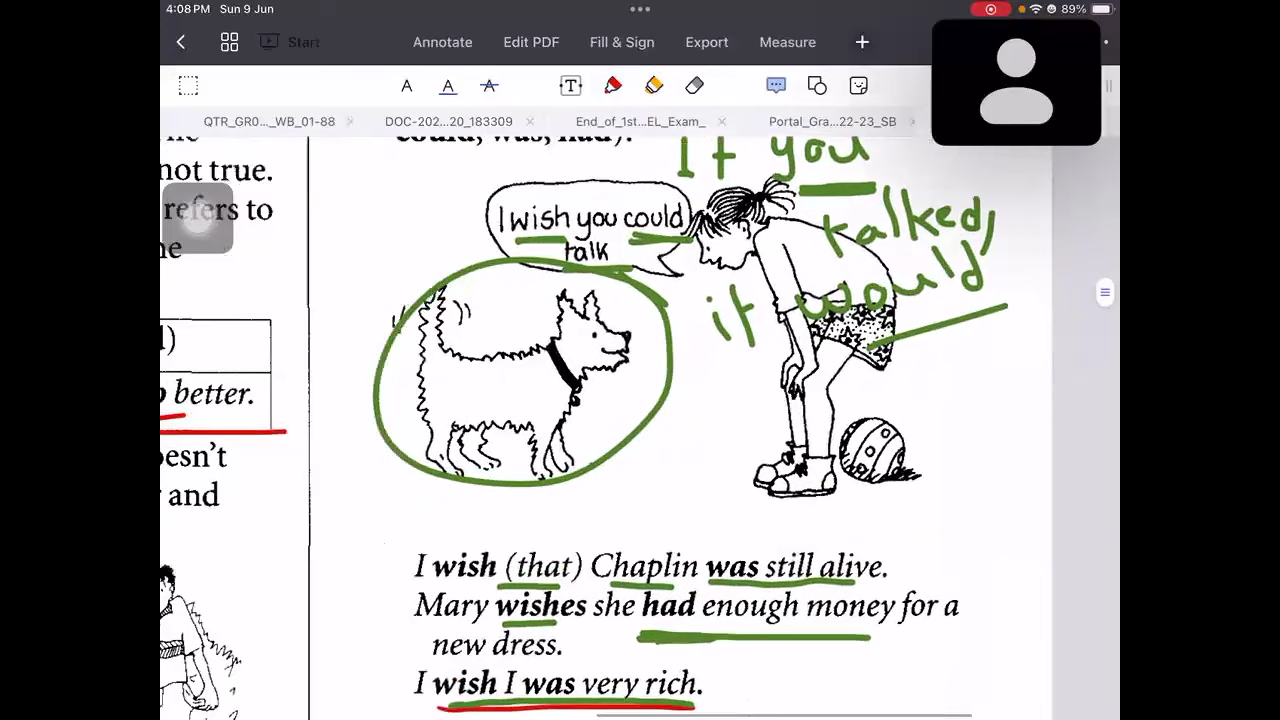 4:08 PM Sun 9 Jun
89%
Start
Annotate
Edit PDF
Fill & Sign
Export
Measure
A A A T
QTR_GR0..._WB_01-88
DOC-202...20_183309
End_of_1st...EL_Exam_
Portal_Gra...22-23_SB
not true.
refers to
better.
esn't
and
could, was, had).
If you
talked,
it would
I wish you could
talk
I wish (that) Chaplin was still alive.
Mary wishes she had enough money for a
new dress.
I wish I was very rich.